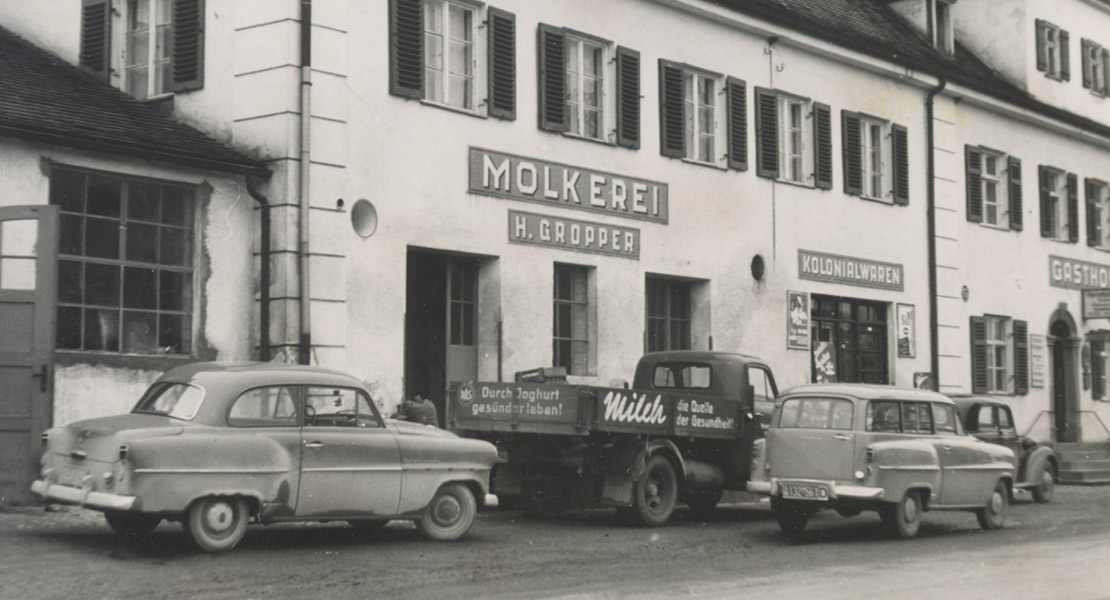 MOLKEREI
H. GROPPER
KOLONIALWAREN
GASTHO
Durch Joghurt
gesünder leben!
Milch
die Quelle
der Gesundheit!